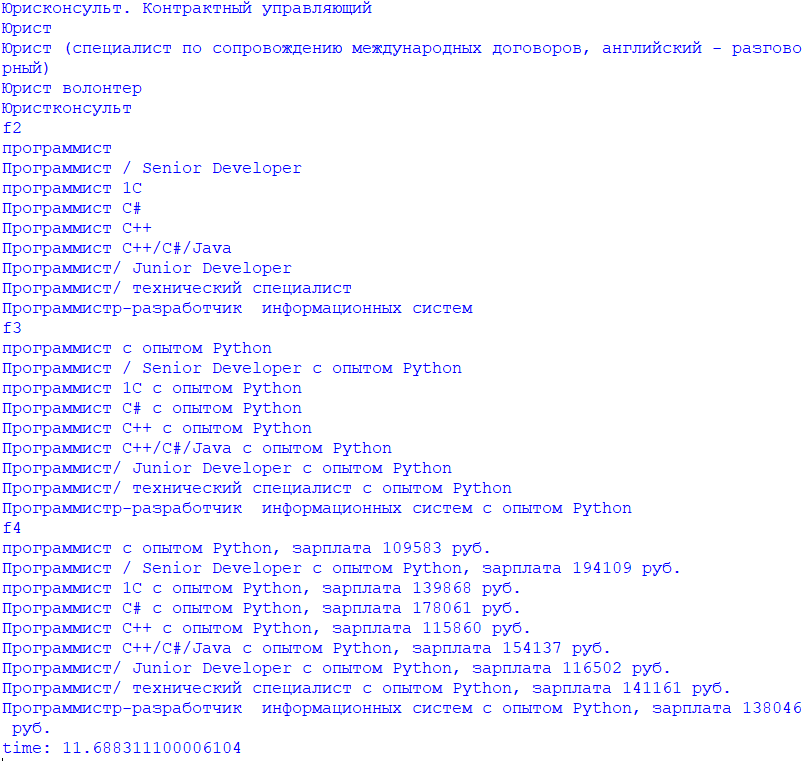 Юрисконсульт. Контрактный управляющий
Юрист
Юрист (специалист по сопровождению международных договоров, английский - разгово
рный)
Юрист волонтер
Юристконсульт
f2
программист
Программист / Senior Developer
программист 1С
Программист C#
Программист C++
Программист C++/C#/Java
Программист/ Junior Developer
Программист/ технический специалист
Программистр-разработчик  информационных систем
f3
программист с опытом Python
Программист / Senior Developer с опытом Python
программист 1С с опытом Python
Программист C# с опытом Python
Программист C++ с опытом Python
Программист C++/C#/Java с опытом Python
Программист/ Junior Developer с опытом Python
Программист/ технический специалист с опытом Python
Программистр-разработчик  информационных систем с опытом Python
f4
программист с опытом Python, зарплата 109583 руб.
Программист / Senior Developer с опытом Python, зарплата 194109 руб.
программист 1С с опытом Python, зарплата 139868 руб.
Программист C# с опытом Python, зарплата 178061 руб.
Программист C++ с опытом Python, зарплата 115860 руб.
Программист C++/C#/Java с опытом Python, зарплата 154137 руб.
Программист/ Junior Developer с опытом Python, зарплата 116502 руб.
Программист/ технический специалист с опытом Python, зарплата 141161 руб.
Программистр-разработчик  информационных систем с опытом Python, зарплата 138046
 руб.
time: 11.688311100006104